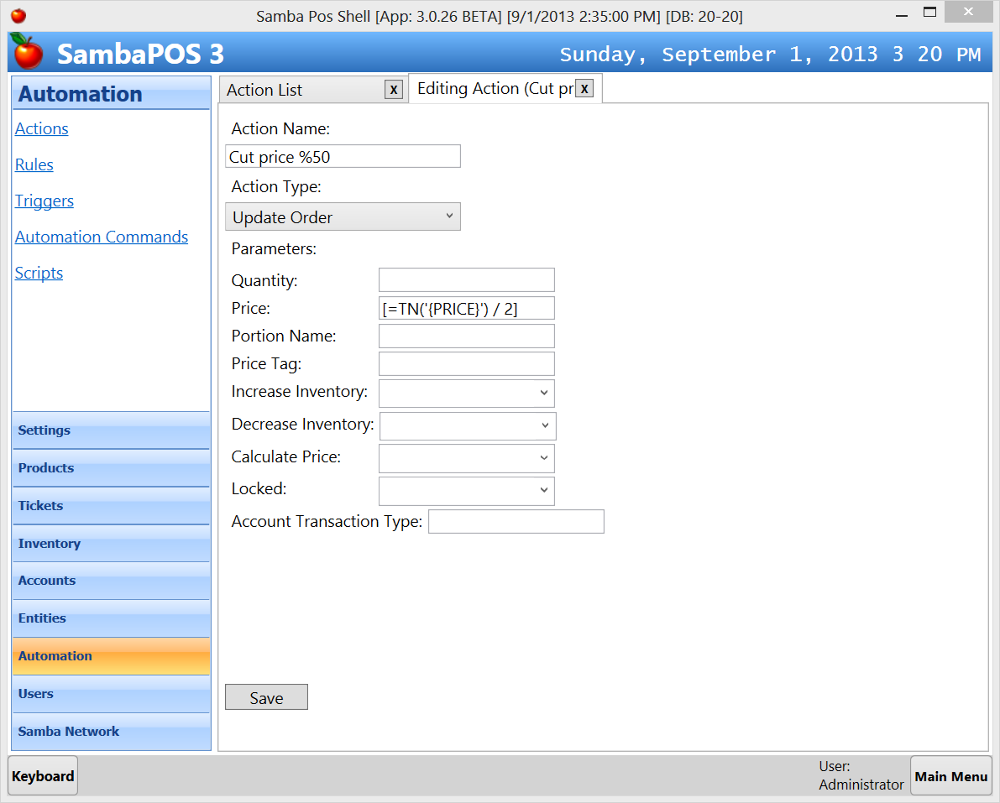 Samba Pos Shell [App: 3.0.26 BETA] [9/1/2013 2:35:00 PM] [DB: 20-20]
SambaPOS 3
Sunday, September 1, 2013 3 20 PM
Automation
Actions
Rules
Triggers
Automation Commands
Scripts
Settings
Products
Tickets
Inventory
Accounts
Entities
Automation
Users
Samba Network
Action List x
Editing Action (Cut pr x
Action Name:
Cut price %50
Action Type:
Update Order
Parameters:
Quantity:
Price: [=TN('{PRICE}') / 2]
Portion Name:
Price Tag:
Increase Inventory:
Decrease Inventory:
Calculate Price:
Locked:
Account Transaction Type:
Save
Keyboard
User:
Administrator
Main Menu